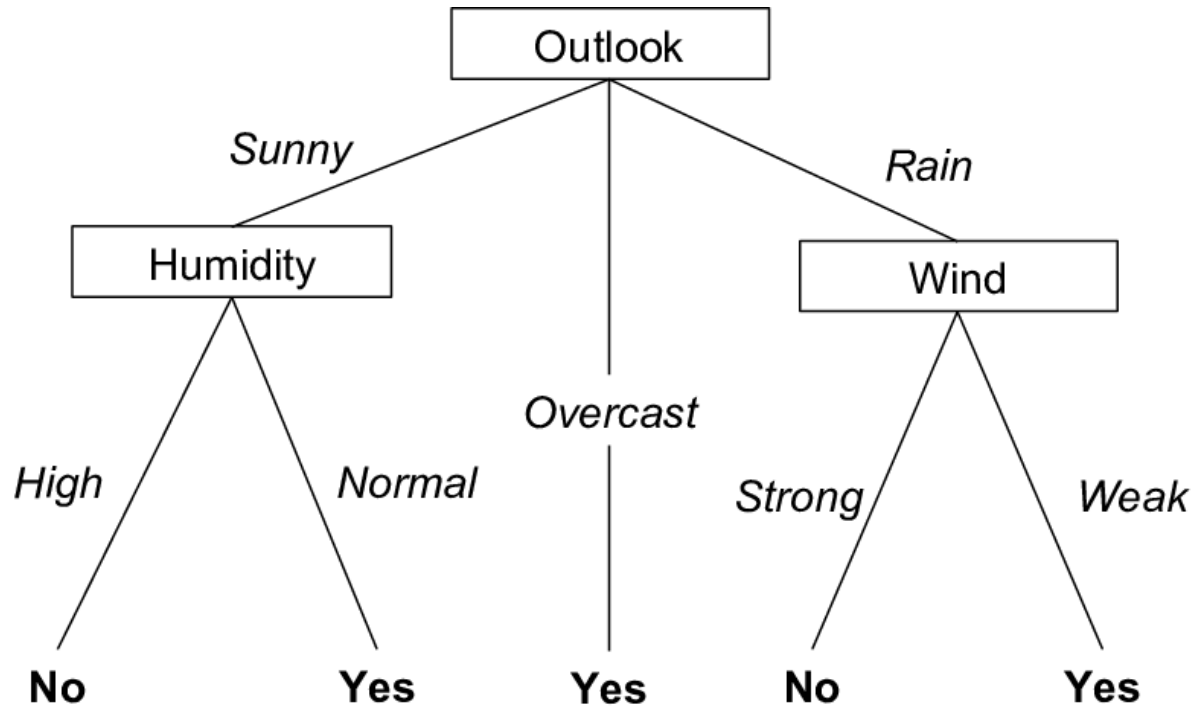 Outlook
Sunny
Rain
Humidity
Wind
Overcast
High
Normal
Strong
Weak
No
Yes
Yes
No
Yes